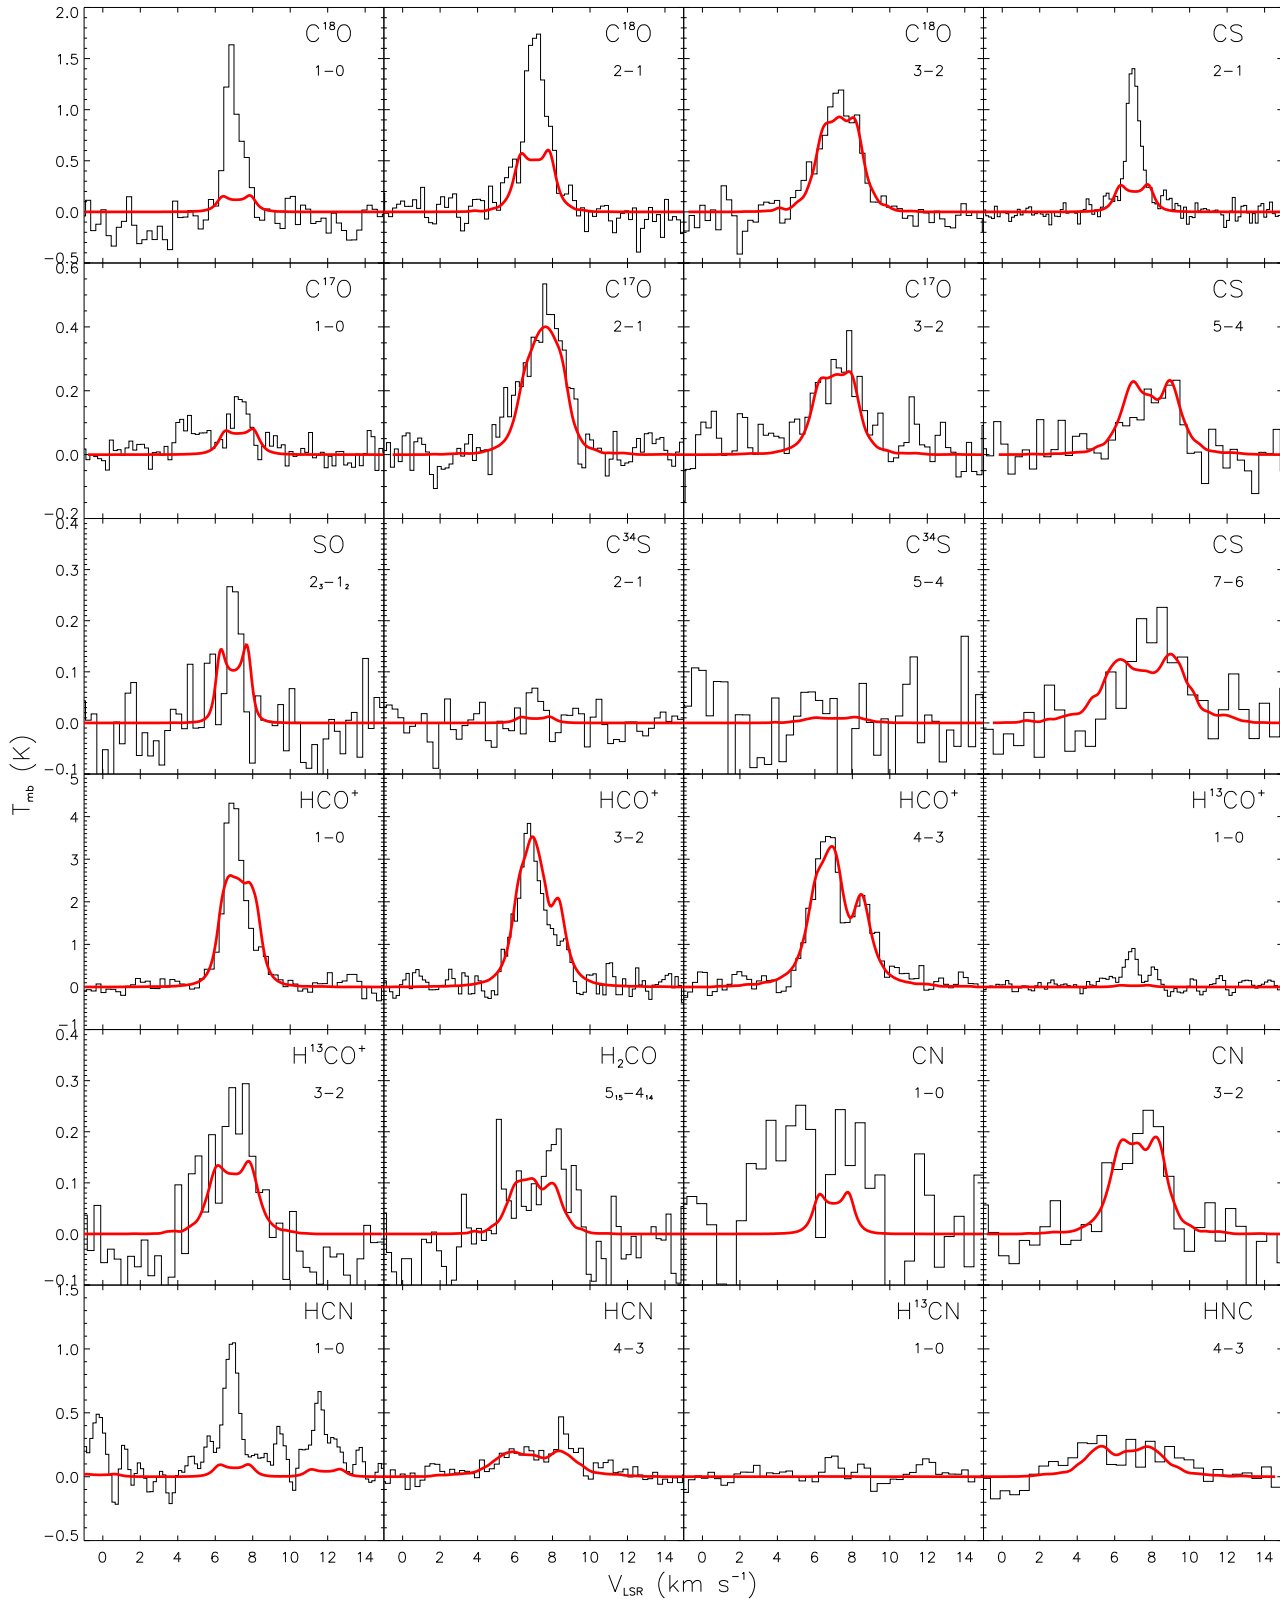 C¹⁸O C¹⁸O C¹⁸O CS
1−0 2−1 3−2 2−1
2.0
1.5
1.0
0.5
0.0
−0.5
C¹⁷O C¹⁷O C¹⁷O CS
1−0 2−1 3−2 5−4
0.6
0.4
0.2
0.0
−0.2
SO C³⁴S C³⁴S CS
2₃−1₂ 2−1 5−4 7−6
0.4
0.3
0.2
0.1
0.0
−0.1
T_mb (K)
HCO⁺ HCO⁺ HCO⁺ H¹³CO⁺
1−0 3−2 4−3 1−0
5
4
3
2
1
0
−1
H¹³CO⁺ H₂CO CN CN
3−2 5₁₅−4₁₄ 1−0 3−2
0.4
0.3
0.2
0.1
0.0
−0.1
HCN HCN H¹³CN HNC
1−0 4−3 1−0 4−3
1.5
1.0
0.5
0.0
−0.5
0 2 4 6 8 10 12 14 0 2 4 6 8 10 12 14 0 2 4 6 8 10 12 14 0 2 4 6 8 10 12 14
V_LSR (km s⁻¹)